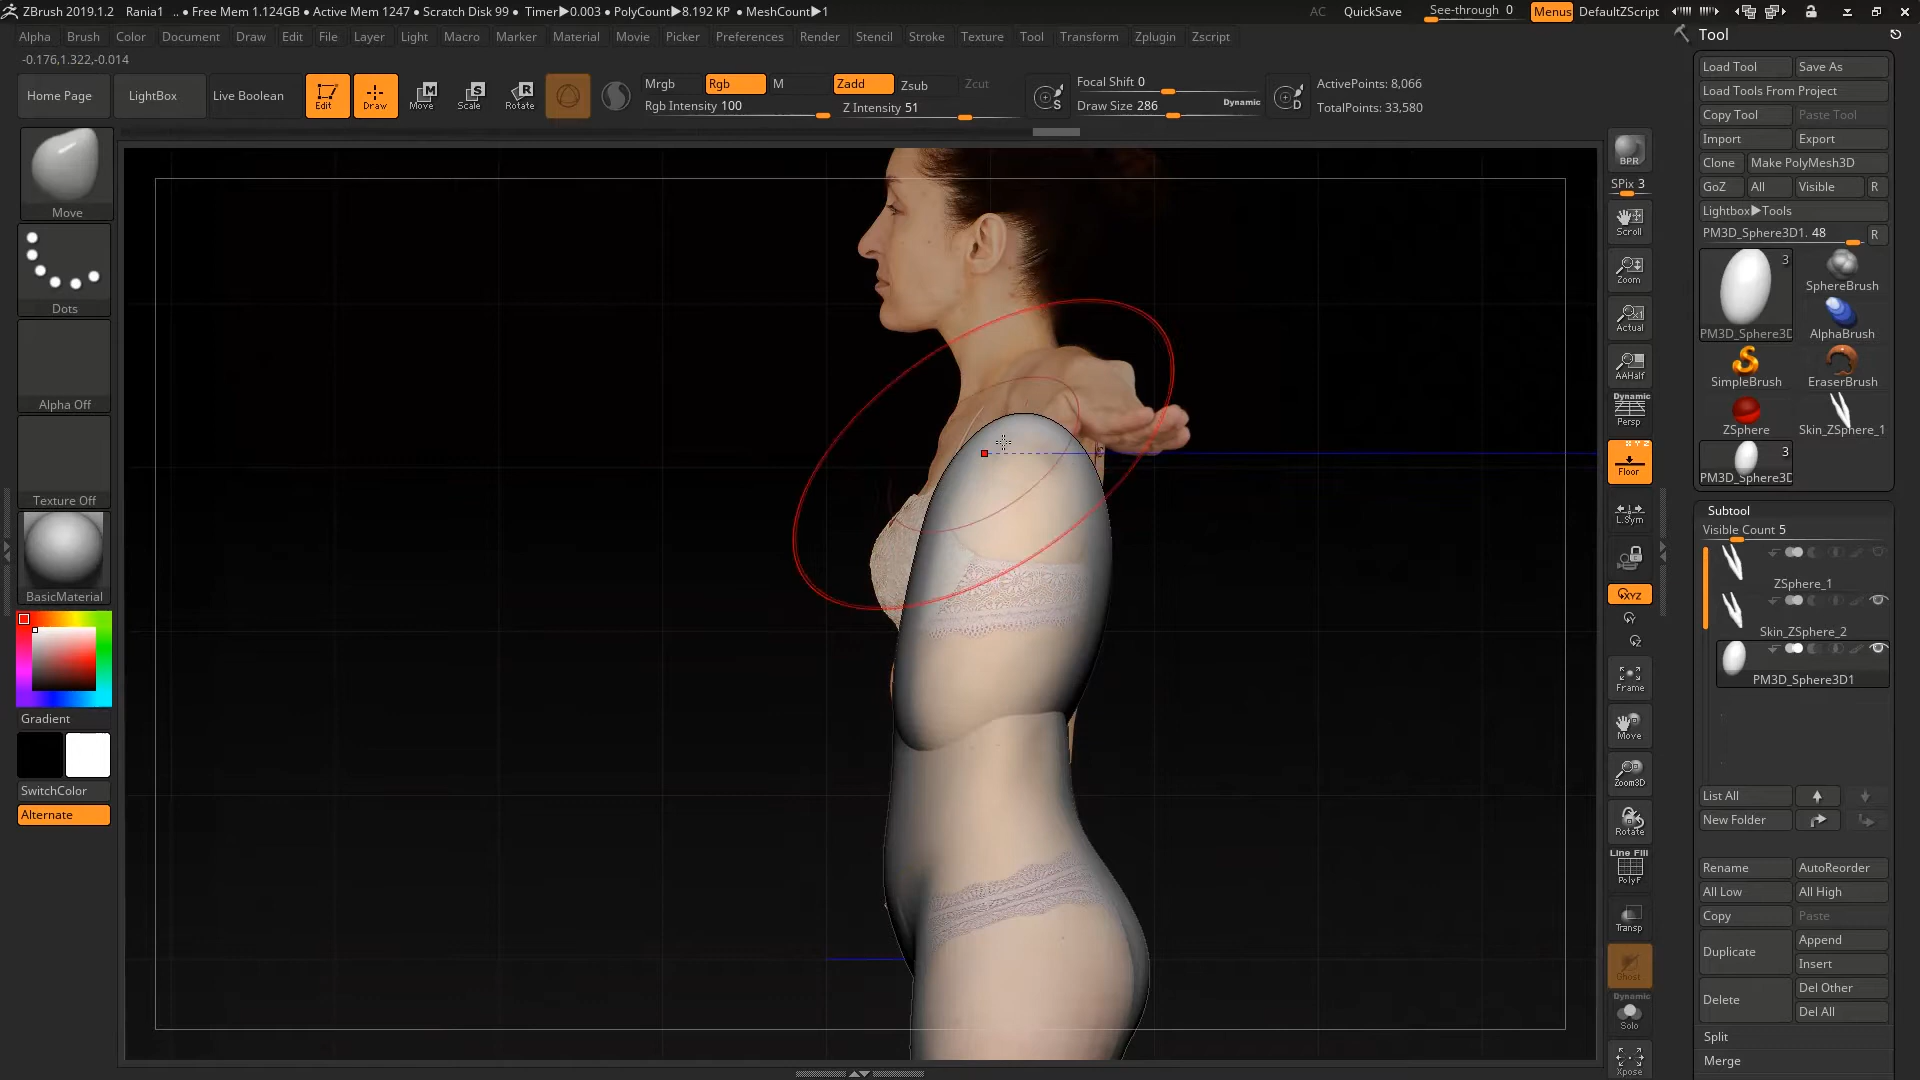 ZBrush 2019.1.2 Rania1 .. ● Free Mem 1.124GB ● Active Mem 1247 ● Scratch Disk 99 ● Timer▶0.003 ● PolyCount▶8.192 KP ● MeshCount▶1 AC QuickSave See-through 0 Menus DefaultZScript
Alpha Brush Color Document Draw Edit File Layer Light Macro Marker Material Movie Picker Preferences Render Stencil Stroke Texture Tool Transform Zplugin Zscript
-0.176,1.322,-0.014
Home Page LightBox Live Boolean Edit Draw Move Scale Rotate
Mrgb Rgb M Zadd Zsub Zcut
Rgb Intensity 100 Z Intensity 51
Focal Shift 0
Draw Size 286 Dynamic
ActivePoints: 8,066
TotalPoints: 33,580
Move
Dots
Alpha Off
Texture Off
BasicMaterial
Gradient
SwitchColor
Alternate
BPR
SPix 3
Scroll
Zoom
Actual
AAHalf
Dynamic
Persp
Floor
L.Sym
XYZ
Frame
Move
Zoom3D
Rotate
Line Fill
PolyF
Transp
Ghost
Dynamic
Solo
Xpose
Tool
Load Tool Save As
Load Tools From Project
Copy Tool Paste Tool
Import Export
Clone Make PolyMesh3D
GoZ All Visible R
Lightbox▶Tools
PM3D_Sphere3D1. 48 R
3
PM3D_Sphere3D SphereBrush
AlphaBrush
SimpleBrush EraserBrush
ZSphere Skin_ZSphere_1
3
PM3D_Sphere3D
Subtool
Visible Count 5
ZSphere_1
Skin_ZSphere_2
PM3D_Sphere3D1
List All
New Folder
Rename AutoReorder
All Low All High
Copy Paste
Duplicate Append
Insert
Delete Del Other
Del All
Split
Merge